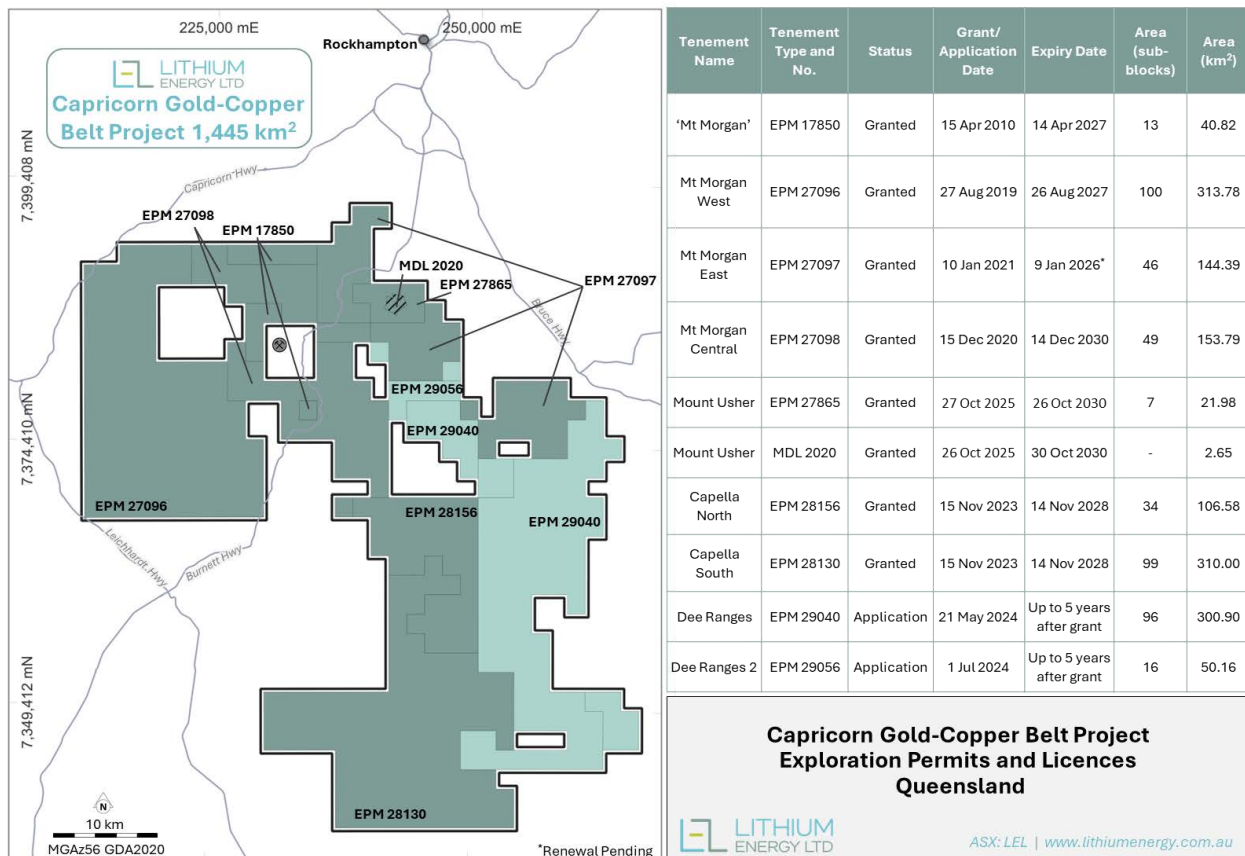 225,000 mE
250,000 mE
Rockhampton
LITHIUM
ENERGY LTD
Capricorn Gold-Copper
Belt Project 1,445 km²
7,399,408 mN
Capricorn Hwy
EPM 27098
EPM 17850
MDL 2020
EPM 27865
EPM 27097
Bruce Hwy
EPM 29056
7,374,410 mN
EPM 29040
EPM 27096
EPM 28156
EPM 29040
Leichhardt Hwy
Burnett Hwy
7,349,412 mN
N
10 km
MGAz56 GDA2020
EPM 28130
*Renewal Pending
Tenement Name | Tenement Type and No. | Status | Grant/ Application Date | Expiry Date | Area (sub-blocks) | Area (km²)
'Mt Morgan' EPM 17850 Granted 15 Apr 2010 14 Apr 2027 13 40.82
Mt Morgan West EPM 27096 Granted 27 Aug 2019 26 Aug 2027 100 313.78
Mt Morgan East EPM 27097 Granted 10 Jan 2021 9 Jan 2026* 46 144.39
Mt Morgan Central EPM 27098 Granted 15 Dec 2020 14 Dec 2030 49 153.79
Mount Usher EPM 27865 Granted 27 Oct 2025 26 Oct 2030 7 21.98
Mount Usher MDL 2020 Granted 26 Oct 2025 30 Oct 2030 - 2.65
Capella North EPM 28156 Granted 15 Nov 2023 14 Nov 2028 34 106.58
Capella South EPM 28130 Granted 15 Nov 2023 14 Nov 2028 99 310.00
Dee Ranges EPM 29040 Application 21 May 2024 Up to 5 years after grant 96 300.90
Dee Ranges 2 EPM 29056 Application 1 Jul 2024 Up to 5 years after grant 16 50.16
Capricorn Gold-Copper Belt Project
Exploration Permits and Licences
Queensland
LITHIUM
ENERGY LTD
ASX: LEL | www.lithiumenergy.com.au